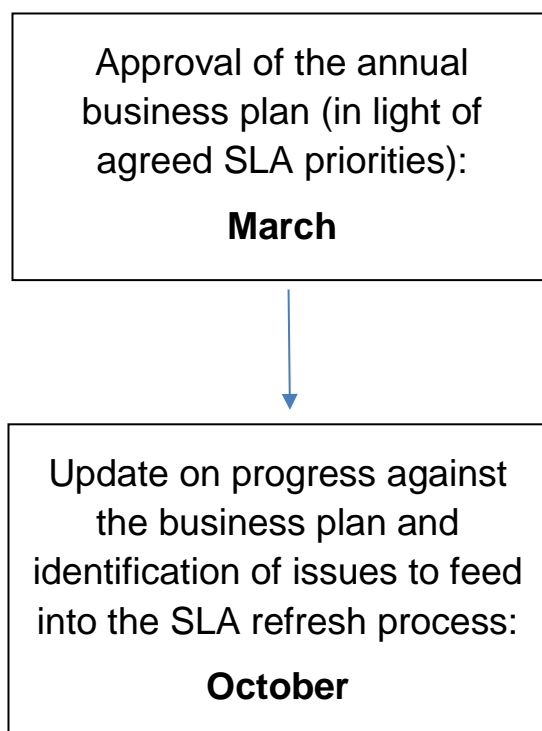 Approval of the annual
business plan (in light of
agreed SLA priorities):
March
Update on progress against
the business plan and
identification of issues to feed
into the SLA refresh process:
October